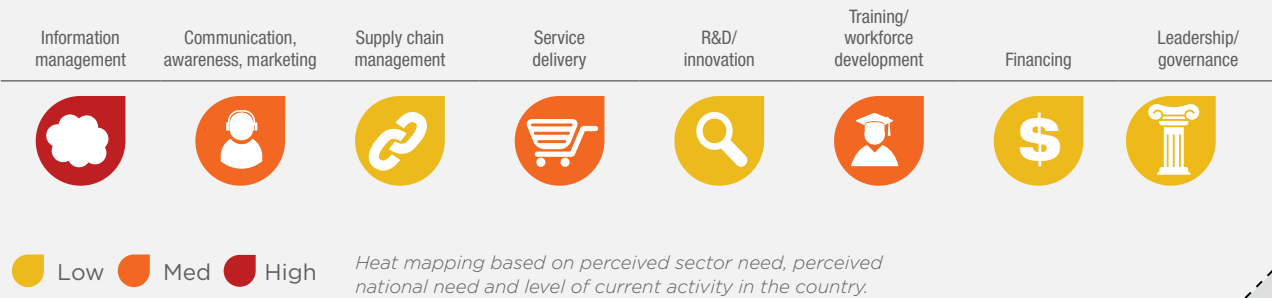 Information
management
Communication,
awareness, marketing
Supply chain
management
Service
delivery
R&D/
innovation
Training/
workforce
development
Financing
Leadership/
governance
$
Low
Med
High
Heat mapping based on perceived sector need, perceived
national need and level of current activity in the country.